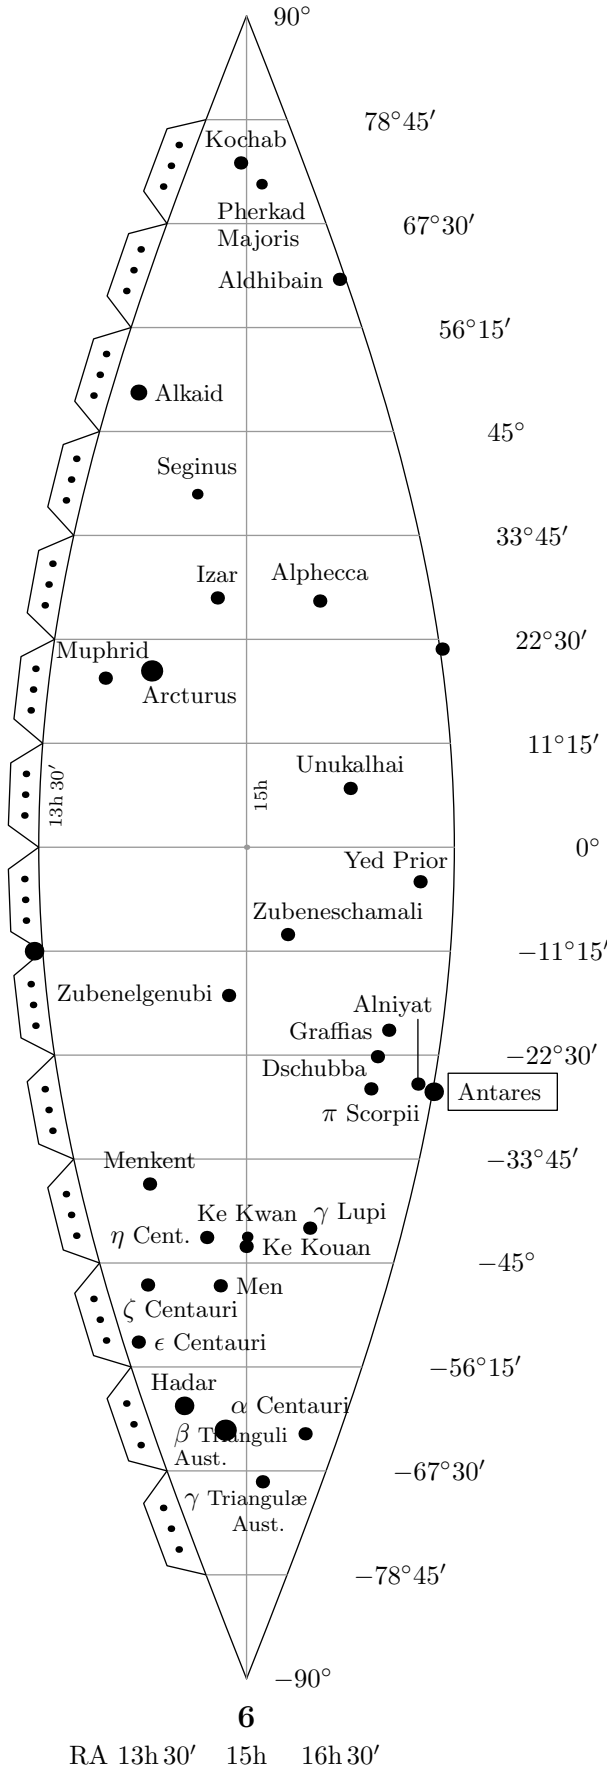 90°
78°45′
Kochab
Pherkad
Majoris
67°30′
Aldhibain
56°15′
Alkaid
45°
Seginus
33°45′
Izar
Alphecca
22°30′
Muphrid
Arcturus
11°15′
Unukalhai
13h 30′
15h
0°
Yed Prior
Zubeneschamali
−11°15′
Zubenelgenubi
Alniyat
Graffias
−22°30′
Dschubba
Antares
π Scorpii
−33°45′
Menkent
Ke Kwan
γ Lupi
η Cent.
Ke Kouan
−45°
Men
ζ Centauri
ϵ Centauri
−56°15′
Hadar
α Centauri
β Trianguli
Aust.
−67°30′
γ Triangulæ
Aust.
−78°45′
−90°
6
RA 13h 30′ 15h 16h 30′